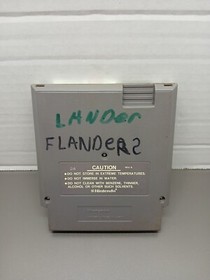 LANDer
FLANDERS
CAUTION
●DO NOT STORE IN EXTREME TEMPERATURES.
●DO NOT IMMERSE IN WATER.
●DO NOT CLEAN WITH BENZENE, THINNER,
ALCOHOL OR OTHER SUCH SOLVENTS.
Nintendo